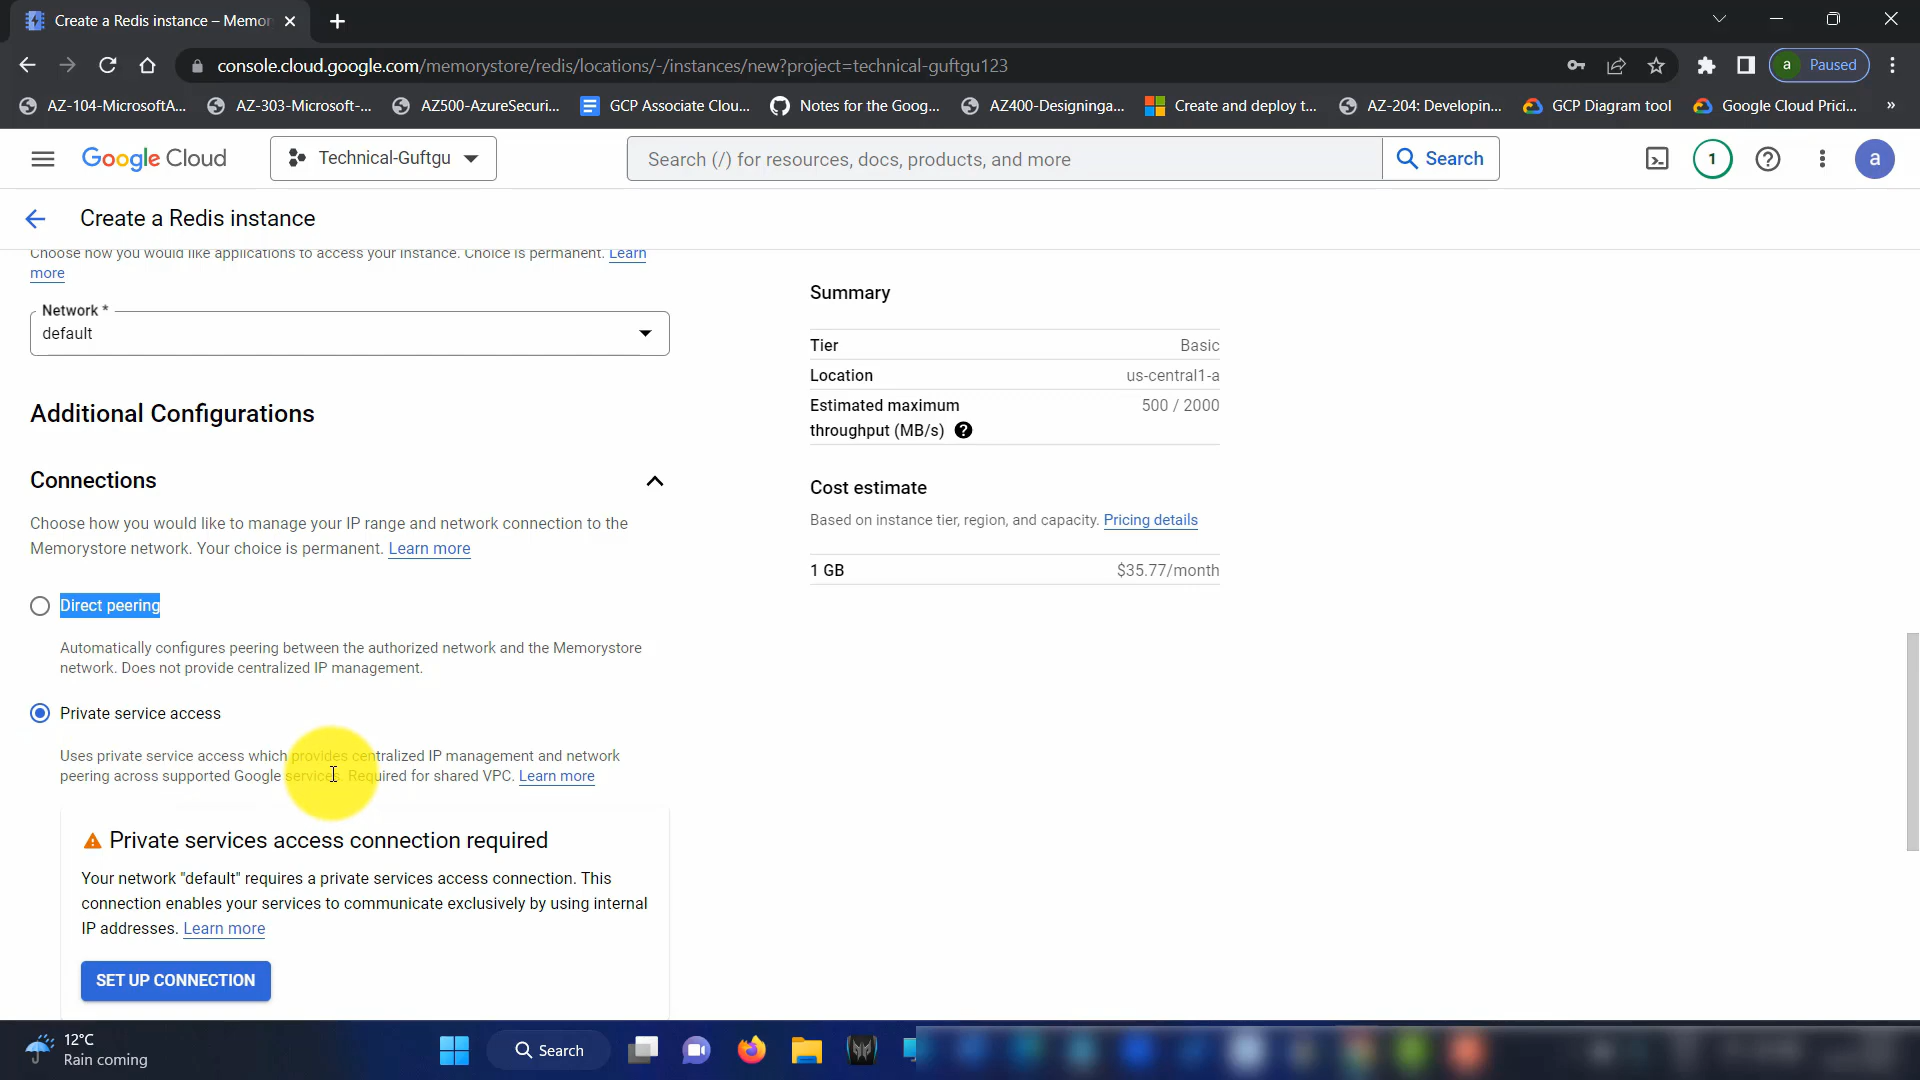 Create a Redis instance – Memor
console.cloud.google.com/memorystore/redis/locations/-/instances/new?project=technical-guftgu123
a
Paused
AZ-104-MicrosoftA...
AZ-303-Microsoft-...
AZ500-AzureSecuri...
GCP Associate Clou...
Notes for the Goog...
AZ400-Designinga...
Create and deploy t...
AZ-204: Developin...
GCP Diagram tool
Google Cloud Prici...
»
Google Cloud
Technical-Guftgu
Search (/) for resources, docs, products, and more
Search
1
a
Create a Redis instance
Choose how you would like applications to access your instance. Choice is permanent. Learn
more
Network *
default
Additional Configurations
Connections
Choose how you would like to manage your IP range and network connection to the
Memorystore network. Your choice is permanent. Learn more
Direct peering
Automatically configures peering between the authorized network and the Memorystore
network. Does not provide centralized IP management.
Private service access
Uses private service access which provides centralized IP management and network
peering across supported Google services. Required for shared VPC. Learn more
Private services access connection required
Your network "default" requires a private services access connection. This
connection enables your services to communicate exclusively by using internal
IP addresses. Learn more
SET UP CONNECTION
Summary
Tier Basic
Location us-central1-a
Estimated maximum 500 / 2000
throughput (MB/s)
Cost estimate
Based on instance tier, region, and capacity. Pricing details
1 GB $35.77/month
12°C
Rain coming
Search